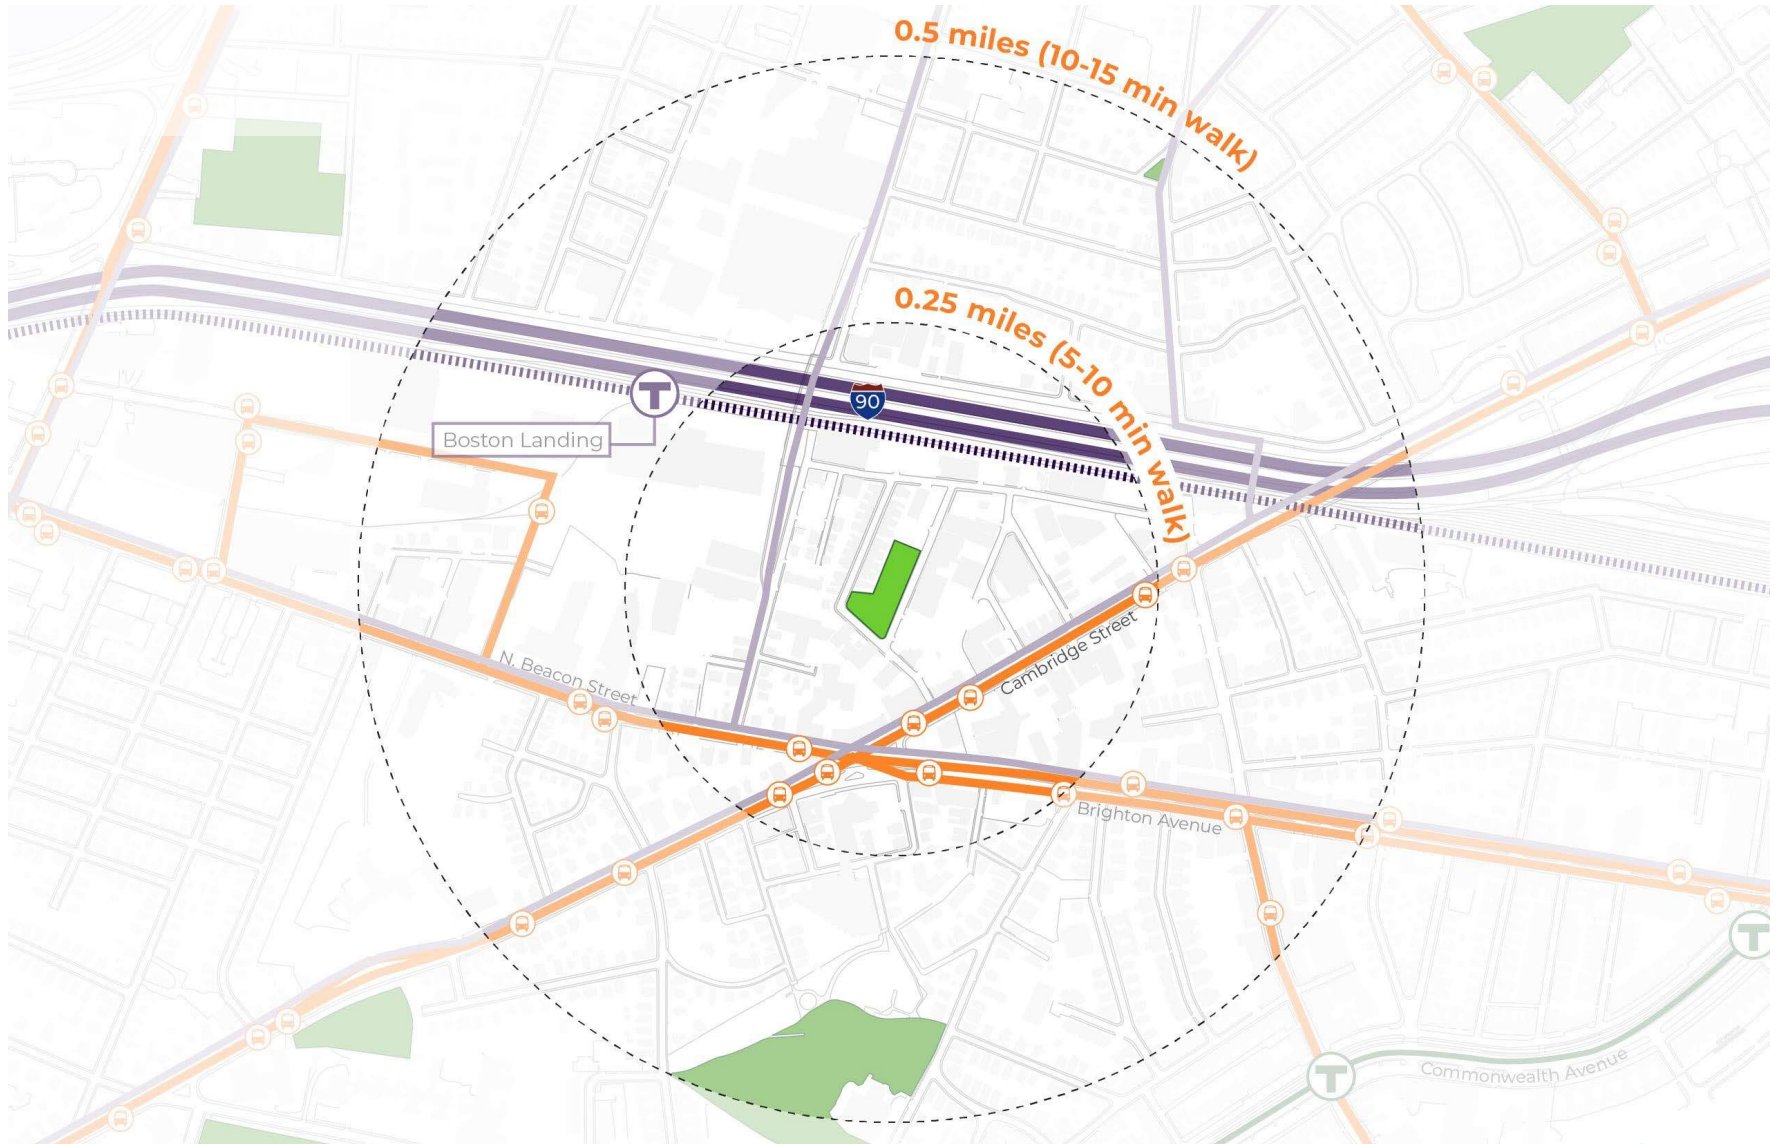 0.5 miles (10-15 min walk)
0.25 miles (5-10 min walk)
90
T
Boston Landing
Cambridge Street
N. Beacon Street
Brighton Avenue
T
T
Commonwealth Avenue